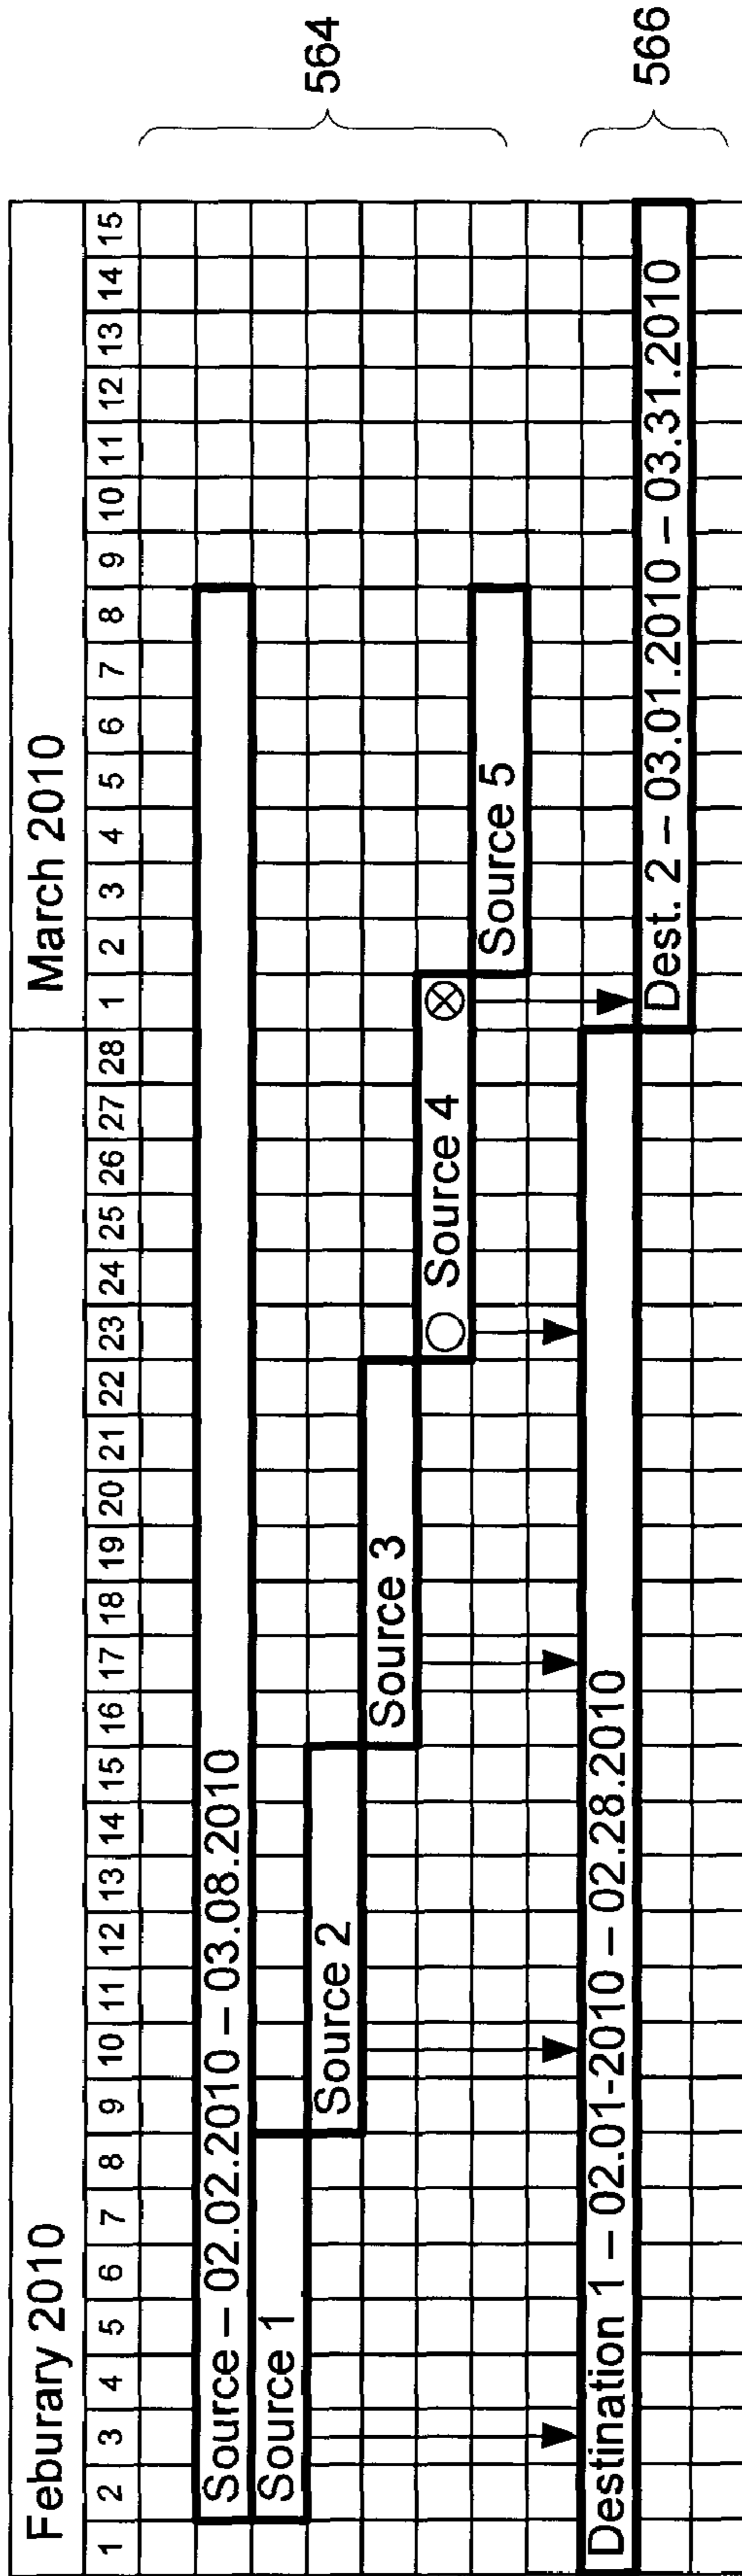 Feburary 2010 March 2010
1 2 3 4 5 6 7 8 9 10 11 12 13 14 15 16 17 18 19 20 21 22 23 24 25 26 27 28 1 2 3 4 5 6 7 8 9 10 11 12 13 14 15
Source – 02.02.2010 – 03.08.2010
Source 1
Source 2
Source 3
Source 4
Source 5
564
Destination 1 – 02.01-2010 – 02.28.2010
Dest. 2 – 03.01.2010 – 03.31.2010
566